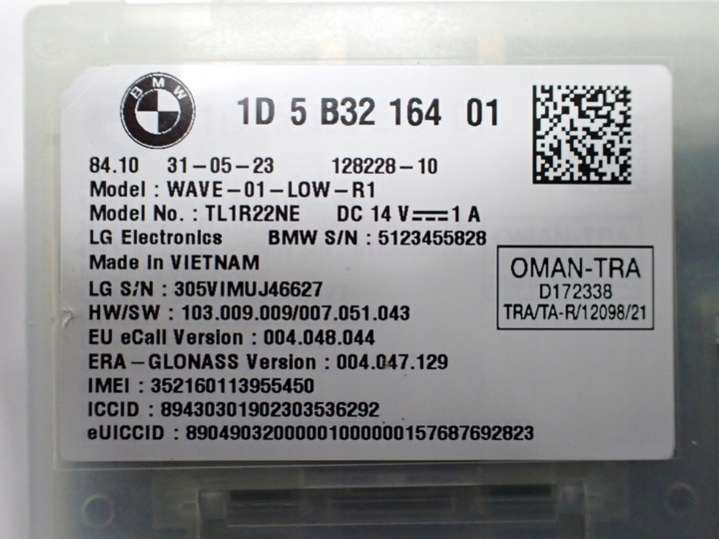 BMW
1D 5 B32 164 01
84.10 31-05-23 128228-10
Model : WAVE-01-LOW-R1
Model No. : TL1R22NE DC 14 V⎓1 A
LG Electronics BMW S/N : 5123455828
Made in VIETNAM
LG S/N : 305VIMUJ46627
HW/SW : 103.009.009/007.051.043
EU eCall Version : 004.048.044
ERA-GLONASS Version : 004.047.129
IMEI : 352160113955450
ICCID : 89430301902303536292
eUICCID : 89049032000001000000157687692823
OMAN-TRA
D172338
TRA/TA-R/12098/21